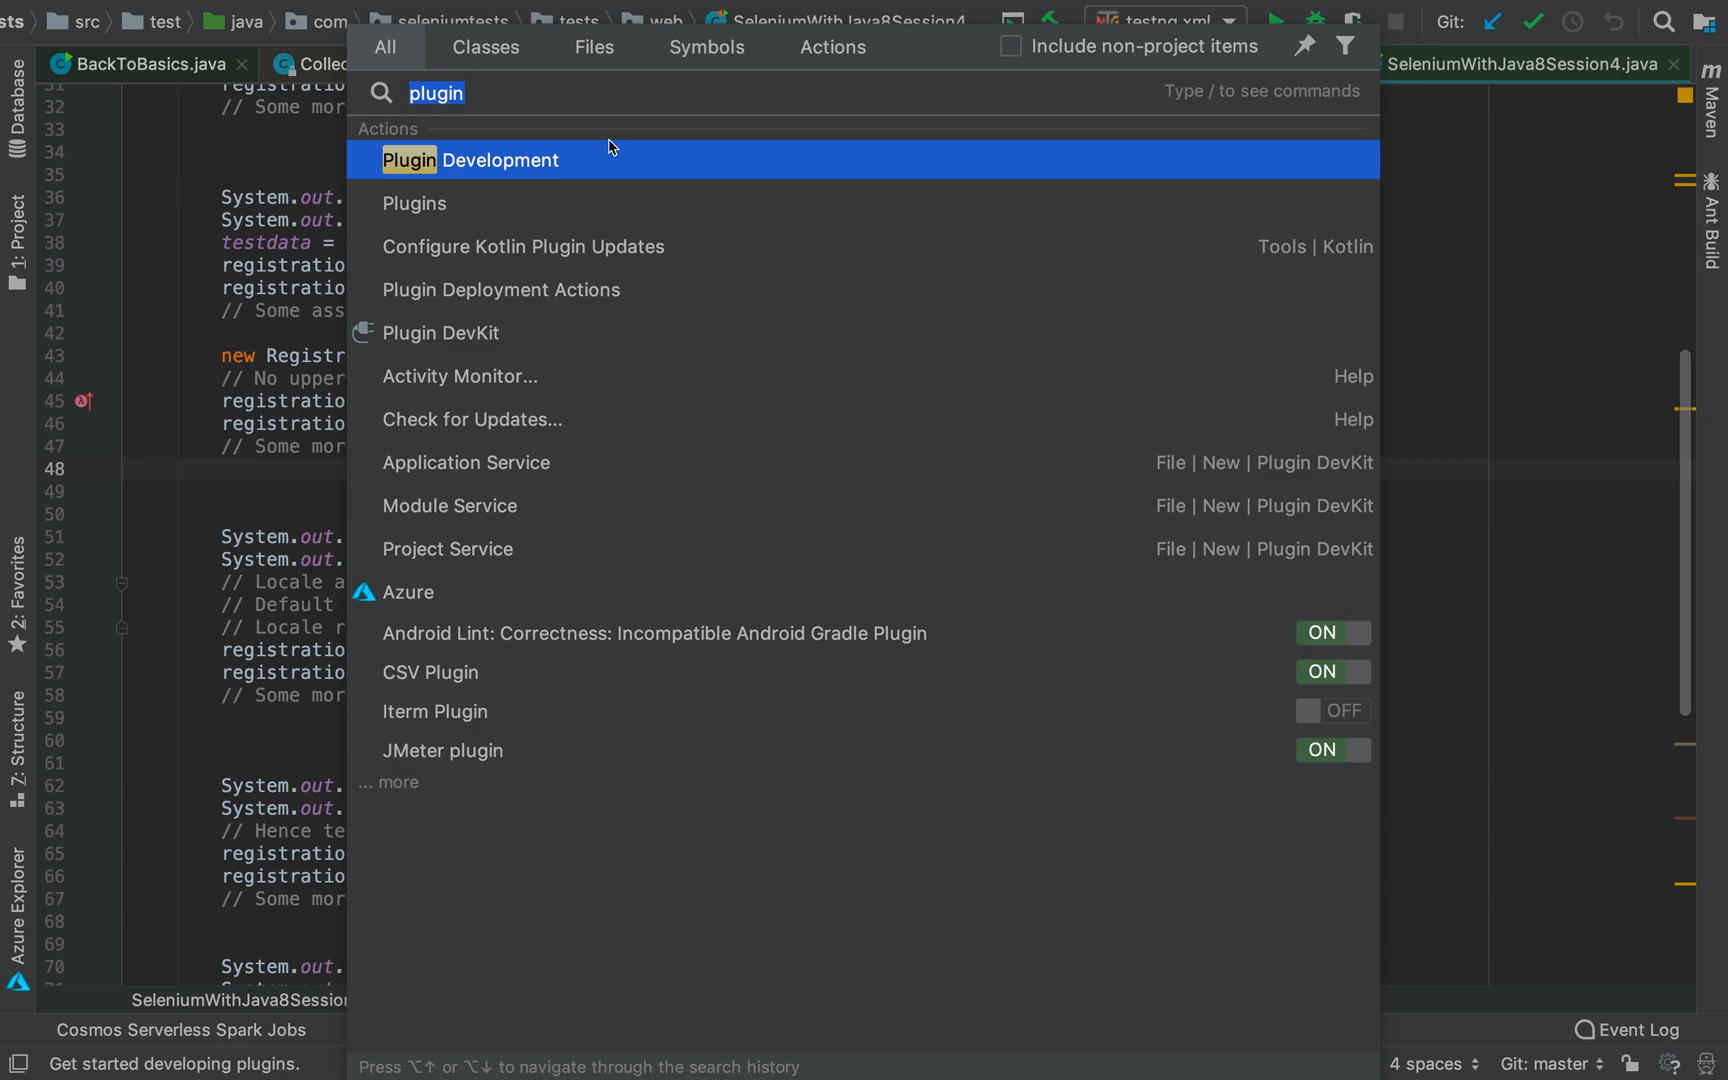 sts src test java com seleniumtests tests web SeleniumWithJava8Session4 testng.xml Git:
All Classes Files Symbols Actions Include non-project items
BackToBasics.java Collec SeleniumWithJava8Session4.java
plugin Type / to see commands
Actions
Plugin Development
Plugins
Configure Kotlin Plugin Updates Tools | Kotlin
Plugin Deployment Actions
Plugin DevKit
Activity Monitor... Help
Check for Updates... Help
Application Service File | New | Plugin DevKit
Module Service File | New | Plugin DevKit
Project Service File | New | Plugin DevKit
Azure
Android Lint: Correctness: Incompatible Android Gradle Plugin ON
CSV Plugin ON
Iterm Plugin OFF
JMeter plugin ON
... more
Press ⌥↑ or ⌥↓ to navigate through the search history
31 registratio
32 // Some mor
33
34
35
36 System.out.
37 System.out.
38 testdata =
39 registratio
40 registratio
41 // Some ass
42
43 new Registr
44 // No upper
45 registratio
46 registratio
47 // Some mor
48
49
50
51 System.out.
52 System.out.
53 // Locale a
54 // Default
55 // Locale r
56 registratio
57 registratio
58 // Some mor
59
60
61
62 System.out.
63 System.out.
64 // Hence te
65 registratio
66 registratio
67 // Some mor
68
69
70 System.out.
SeleniumWithJava8Session
Database
1: Project
2: Favorites
7: Structure
Azure Explorer
Maven
Ant Build
Cosmos Serverless Spark Jobs Event Log
Get started developing plugins. 4 spaces Git: master